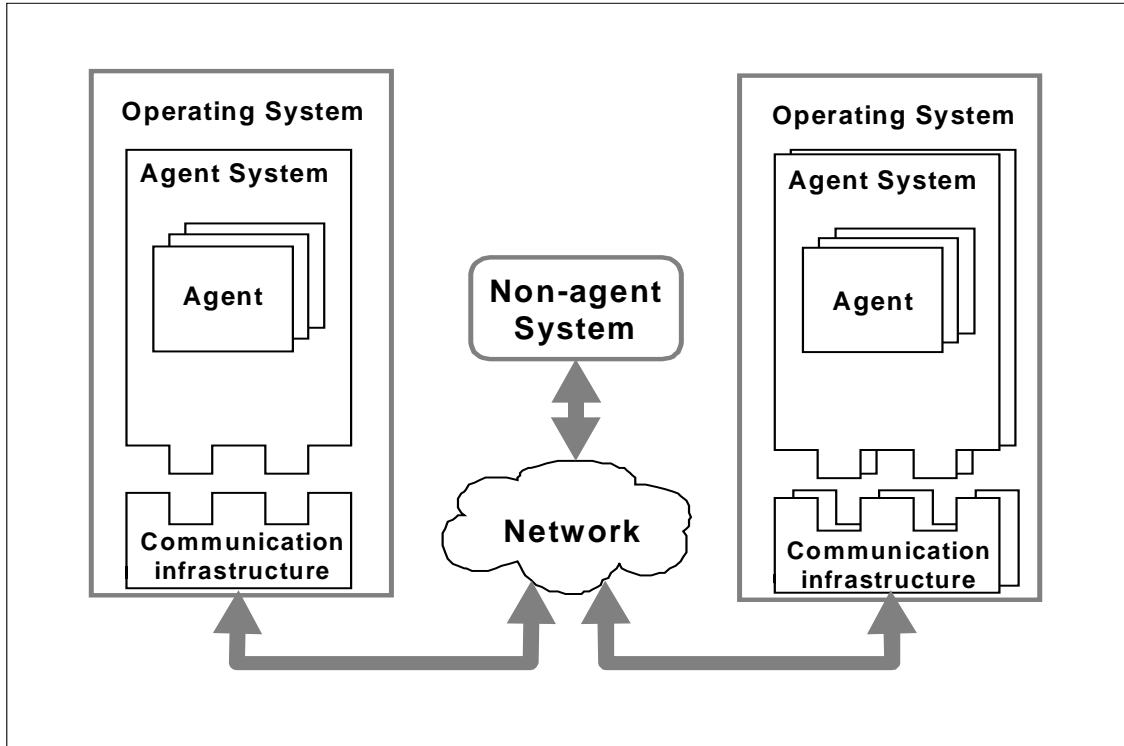 Operating System
Agent System
Agent
Communication
infrastructure
Non-agent
System
Network
Operating System
Agent System
Agent
Communication
infrastructure